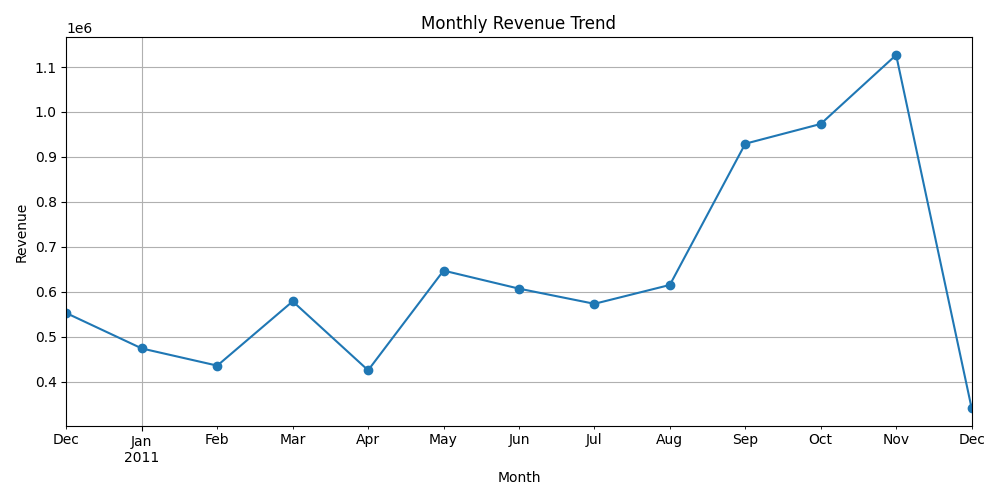 Monthly Revenue Trend
1e6
1.1
1.0
0.9
0.8
0.7
0.6
0.5
0.4
Revenue
Dec Jan Feb Mar Apr May Jun Jul Aug Sep Oct Nov Dec
2011
Month